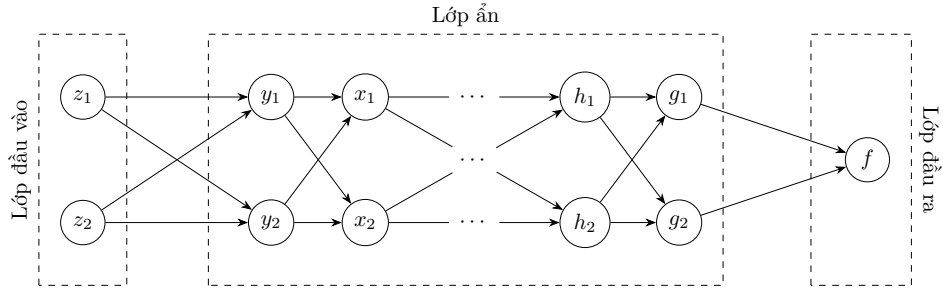 Lớp ẩn
Lớp đầu vào
z₁ y₁ x₁ ··· h₁ g₁
··· f
z₂ y₂ x₂ ··· h₂ g₂
Lớp đầu ra